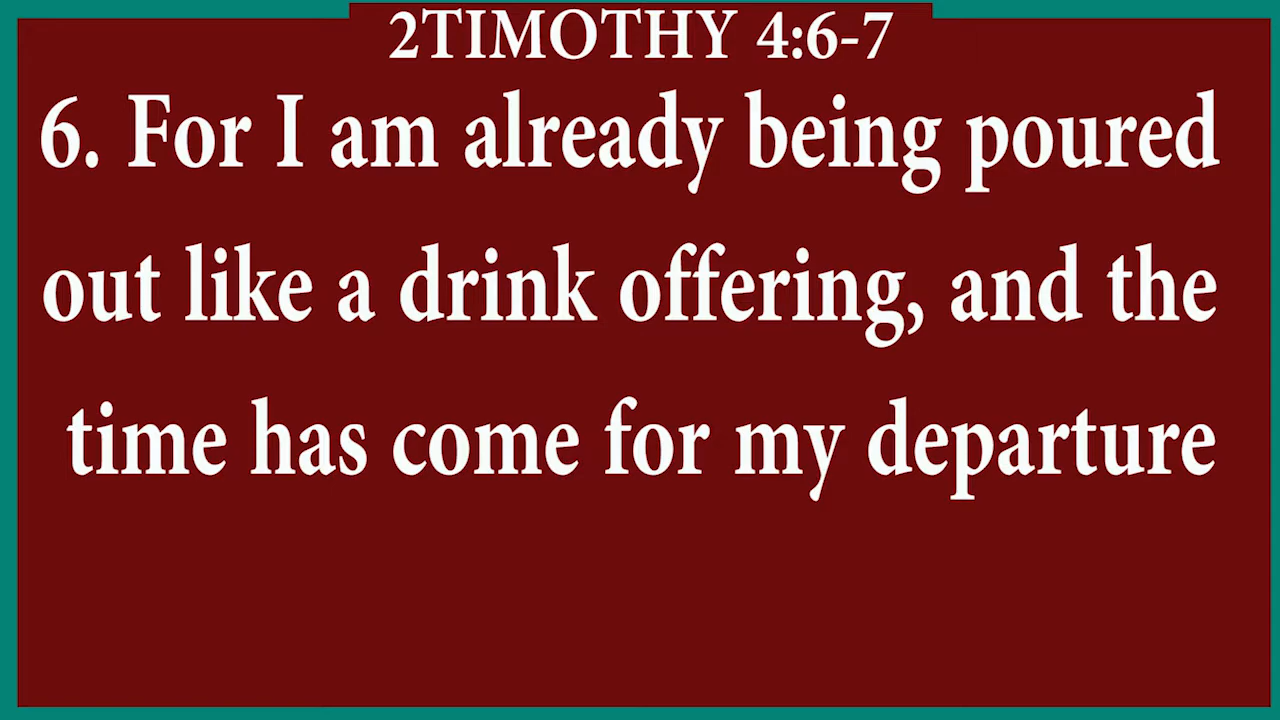 2TIMOTHY 4:6-7
6. For I am already being poured
out like a drink offering, and the
time has come for my departure